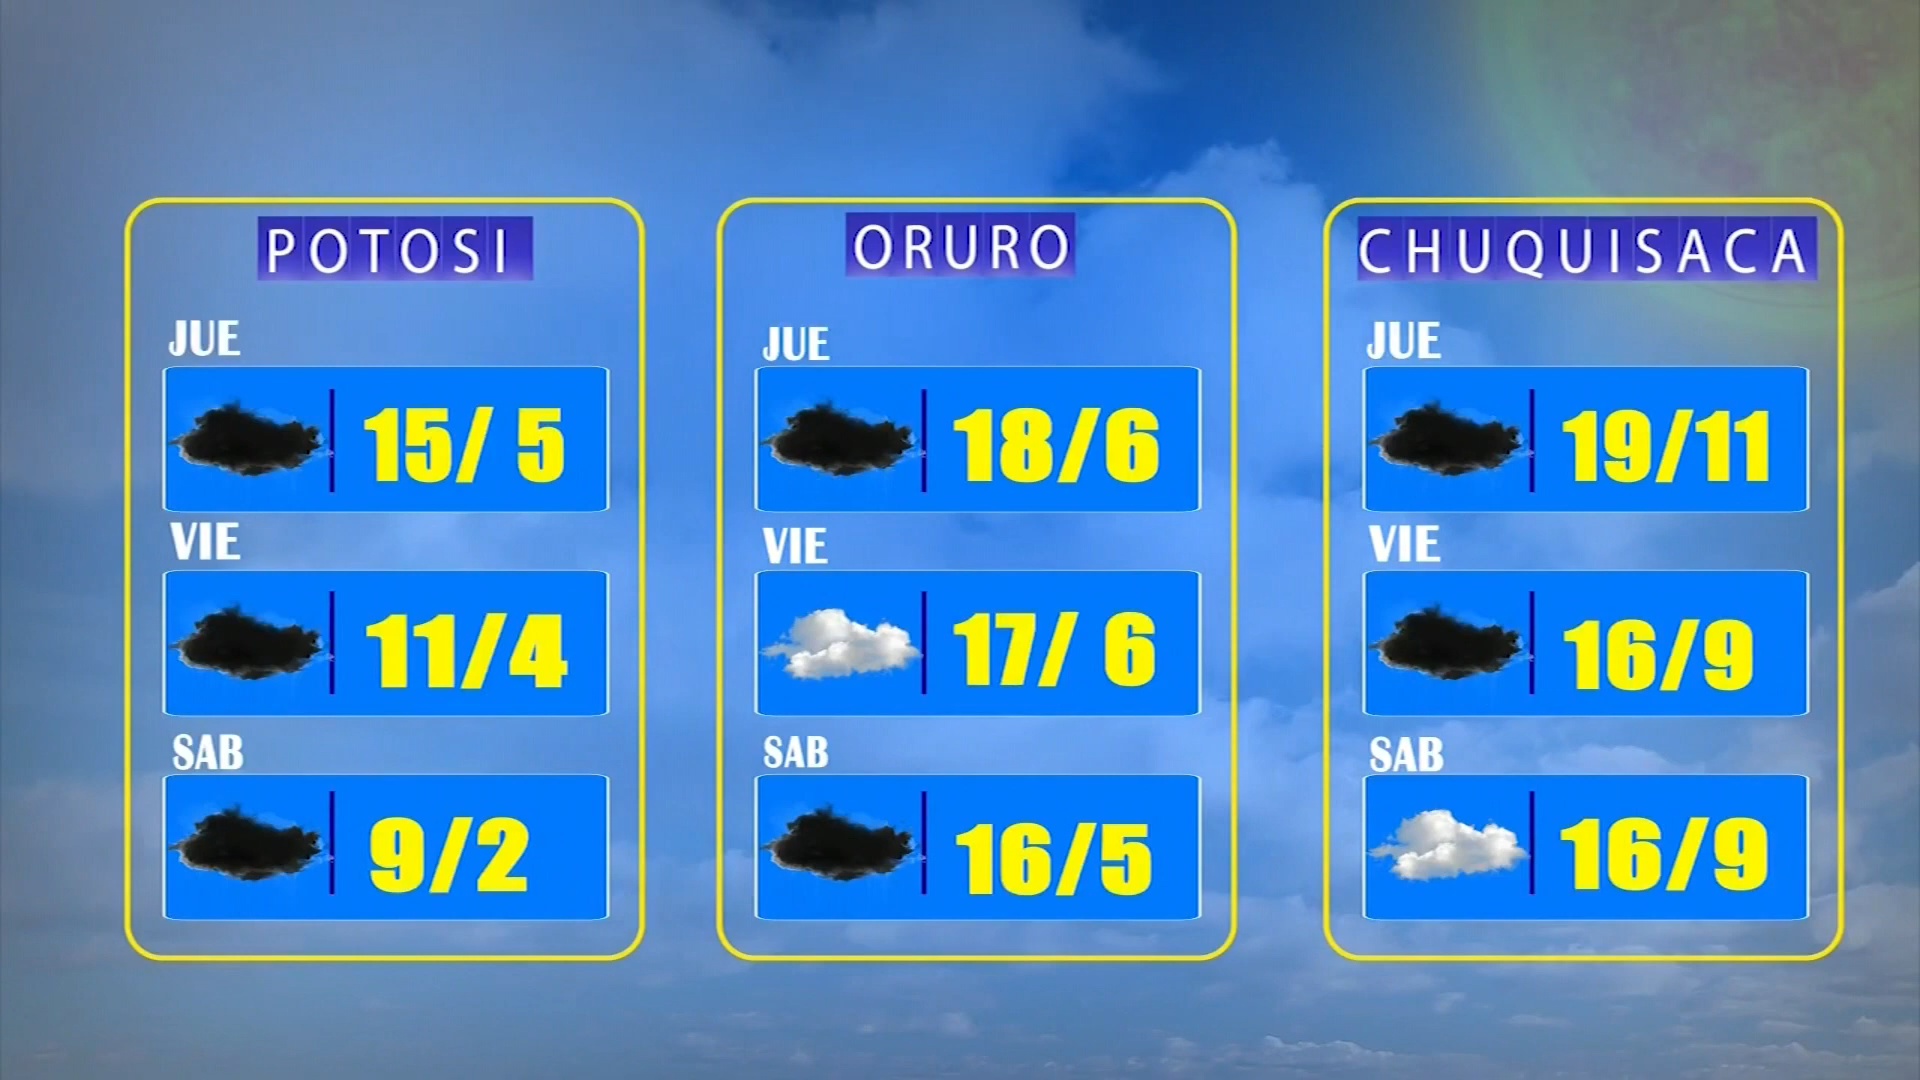 POTOSI
JUE
15/ 5
VIE
11/4
SAB
9/2
ORURO
JUE
18/6
VIE
17/ 6
SAB
16/5
CHUQUISACA
JUE
19/11
VIE
16/9
SAB
16/9